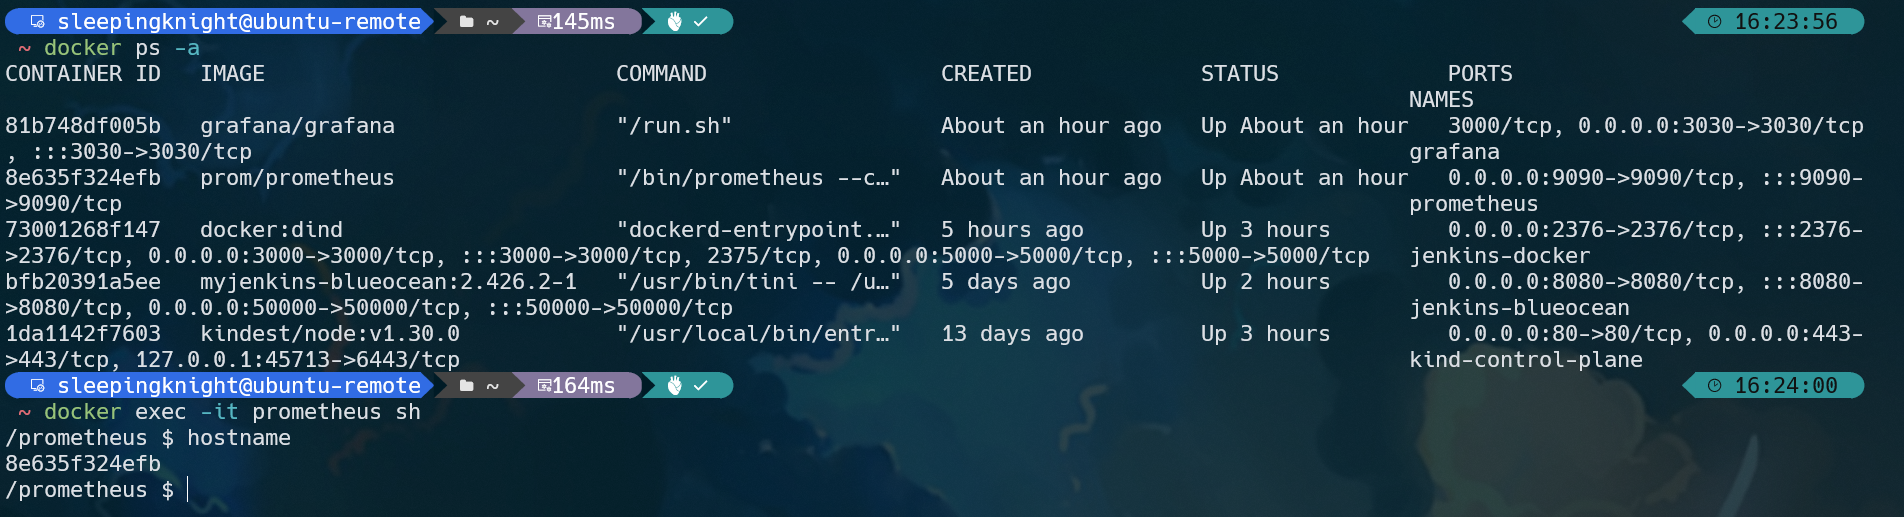 sleepingknight@ubuntu-remote ~ 145ms ✓ 16:23:56
~ docker ps -a
CONTAINER ID   IMAGE                           COMMAND                  CREATED             STATUS             PORTS
NAMES
81b748df005b   grafana/grafana                 "/run.sh"                About an hour ago   Up About an hour   3000/tcp, 0.0.0.0:3030->3030/tcp
, :::3030->3030/tcp   grafana
8e635f324efb   prom/prometheus                 "/bin/prometheus --c…"   About an hour ago   Up About an hour   0.0.0.0:9090->9090/tcp, :::9090-
>9090/tcp   prometheus
73001268f147   docker:dind                     "dockerd-entrypoint.…"   5 hours ago         Up 3 hours         0.0.0.0:2376->2376/tcp, :::2376-
>2376/tcp, 0.0.0.0:3000->3000/tcp, :::3000->3000/tcp, 2375/tcp, 0.0.0.0:5000->5000/tcp, :::5000->5000/tcp   jenkins-docker
bfb20391a5ee   myjenkins-blueocean:2.426.2-1   "/usr/bin/tini -- /u…"   5 days ago          Up 2 hours         0.0.0.0:8080->8080/tcp, :::8080-
>8080/tcp, 0.0.0.0:50000->50000/tcp, :::50000->50000/tcp   jenkins-blueocean
1da1142f7603   kindest/node:v1.30.0            "/usr/local/bin/entr…"   13 days ago         Up 3 hours         0.0.0.0:80->80/tcp, 0.0.0.0:443-
>443/tcp, 127.0.0.1:45713->6443/tcp   kind-control-plane
sleepingknight@ubuntu-remote ~ 164ms ✓ 16:24:00
~ docker exec -it prometheus sh
/prometheus $ hostname
8e635f324efb
/prometheus $